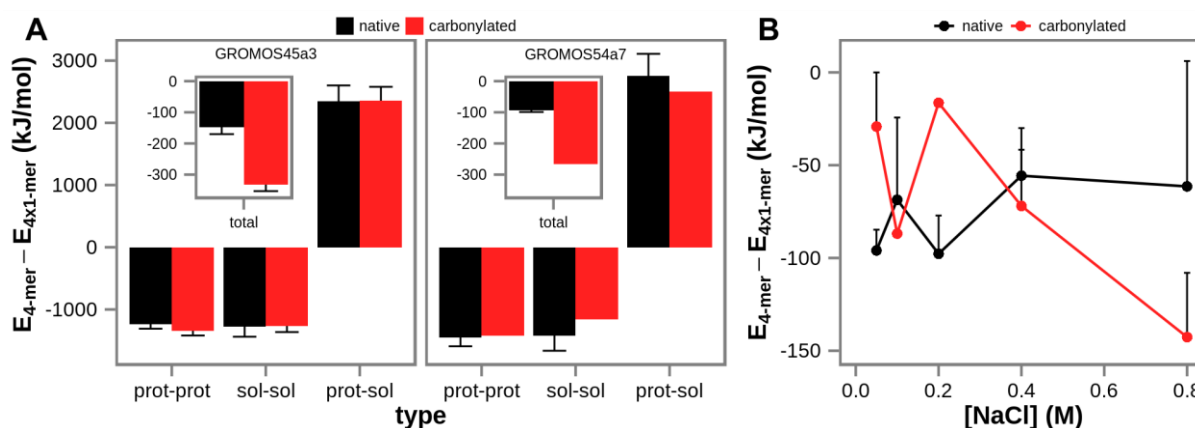 A
native carbonylated
E4-mer – E4x1-mer (kJ/mol)
3000
2000
1000
0
-1000
GROMOS45a3
0
-100
-200
-300
total
prot-prot sol-sol prot-sol
GROMOS54a7
0
-100
-200
-300
total
prot-prot sol-sol prot-sol
type
B
native carbonylated
E4-mer – E4x1-mer (kJ/mol)
0
-50
-100
-150
0.0 0.2 0.4 0.6 0.8
[NaCl] (M)